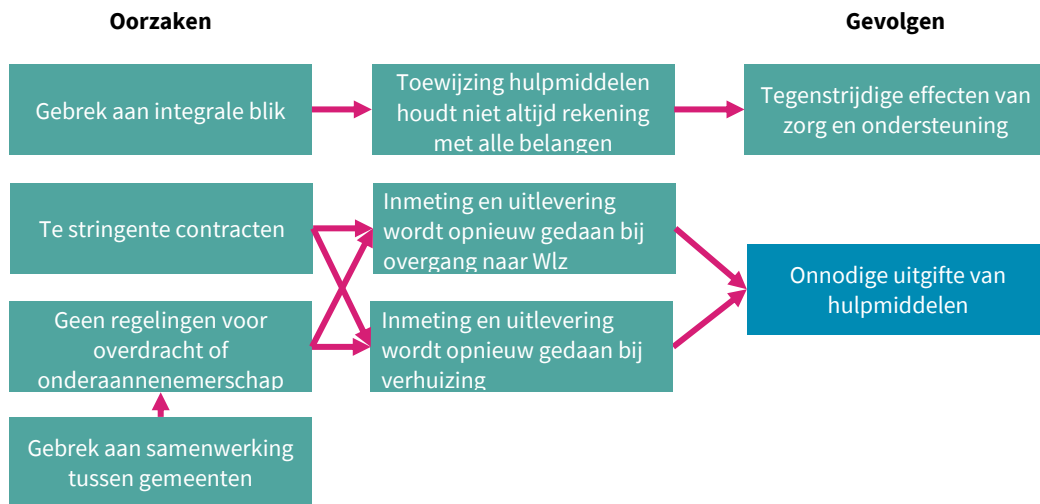 Oorzaken
Gevolgen
Gebrek aan integrale blik
Toewijzing hulpmiddelen
houdt niet altijd rekening
met alle belangen
Tegenstrijdige effecten van
zorg en ondersteuning
Te stringente contracten
Inmeting en uitlevering
wordt opnieuw gedaan bij
overgang naar Wlz
Onnodige uitgifte van
hulpmiddelen
Geen regelingen voor
overdracht of
onderaannenemerschap
Inmeting en uitlevering
wordt opnieuw gedaan bij
verhuizing
Gebrek aan samenwerking
tussen gemeenten